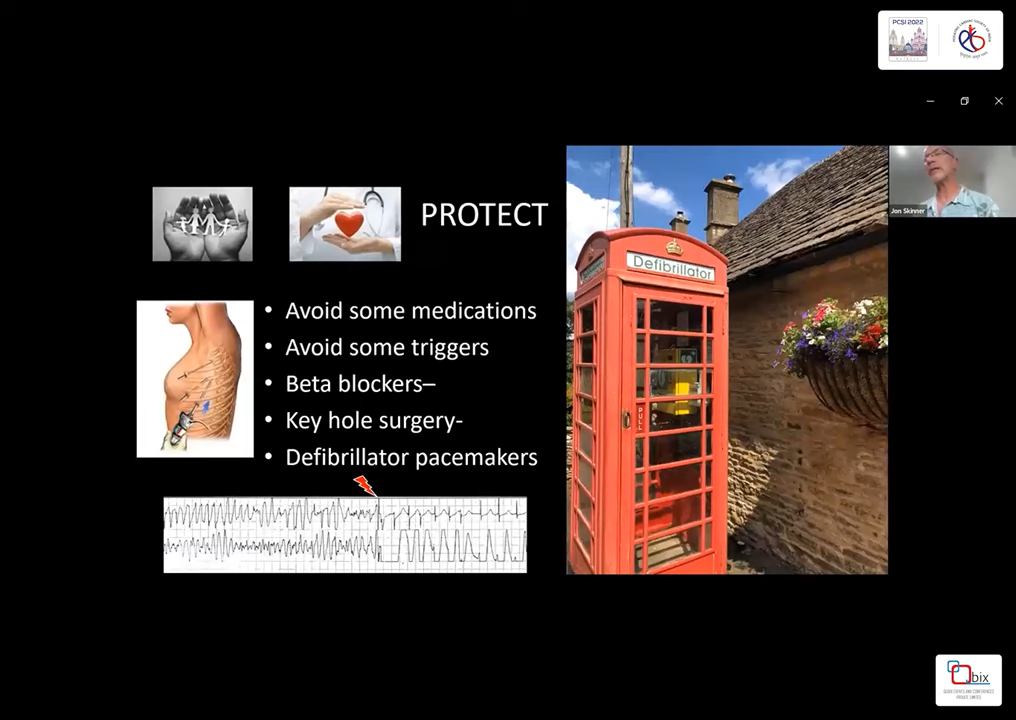 PCSI 2022
PROTECT
Jon Skinner
Defibrillator
• Avoid some medications
• Avoid some triggers
• Beta blockers–
PULL
• Key hole surgery-
• Defibrillator pacemakers
Qbix